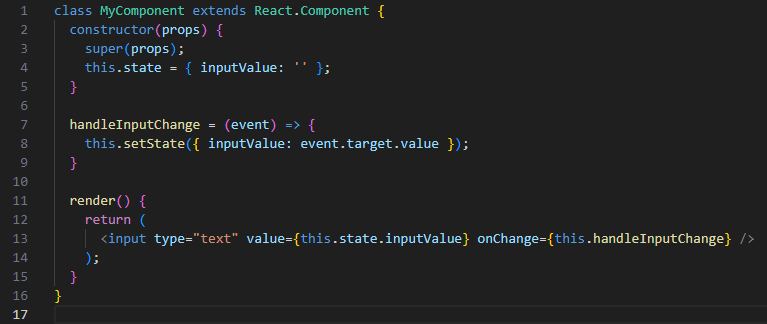 1 class MyComponent extends React.Component {
2   constructor(props) {
3     super(props);
4     this.state = { inputValue: '' };
5   }
6
7   handleInputChange = (event) => {
8     this.setState({ inputValue: event.target.value });
9   }
10
11   render() {
12     return (
13       <input type="text" value={this.state.inputValue} onChange={this.handleInputChange} />
14     );
15   }
16 }
17